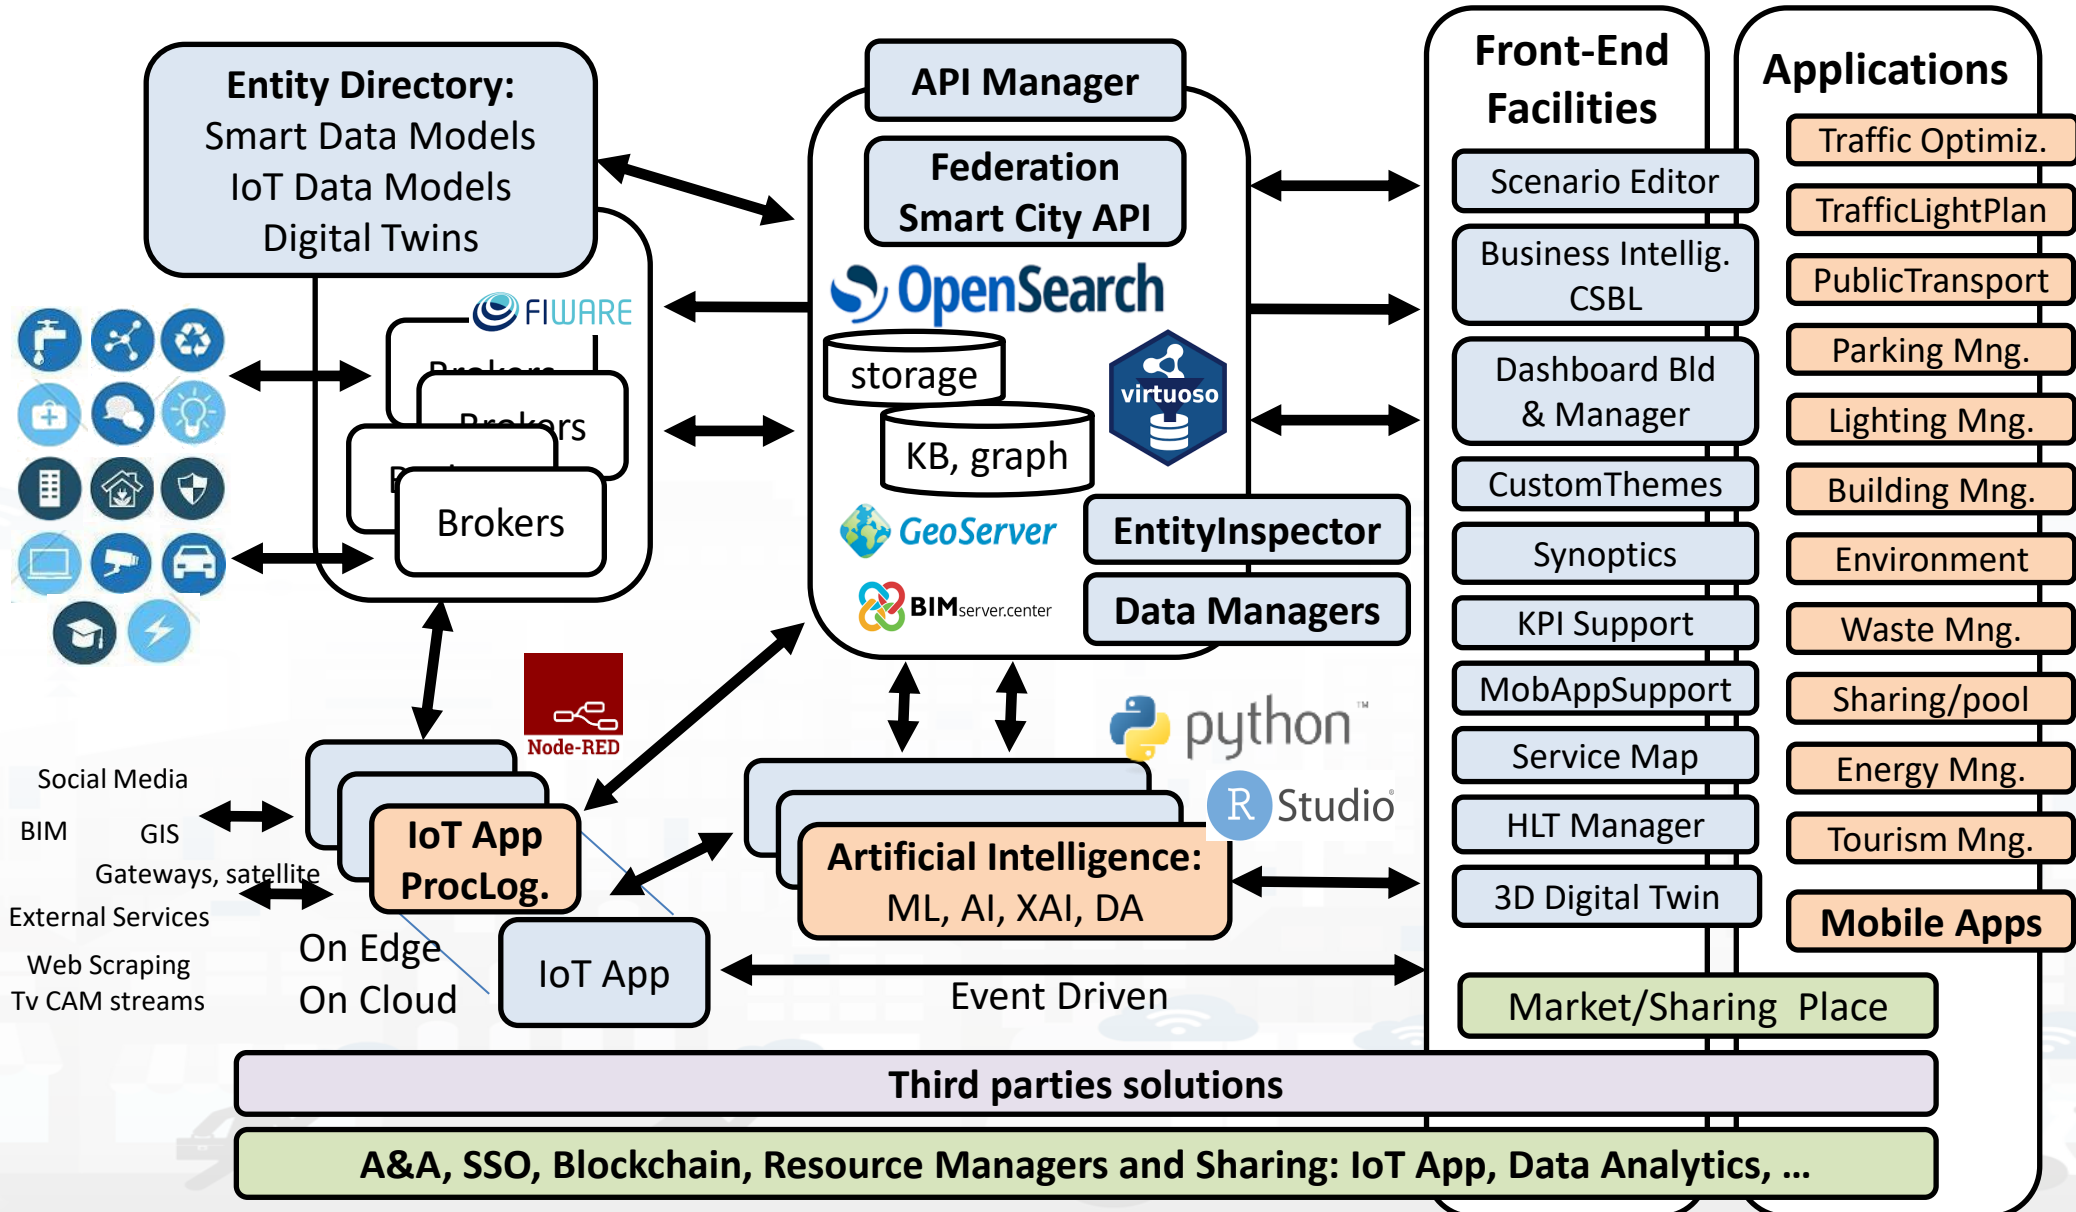 Entity Directory:
Smart Data Models
IoT Data Models
Digital Twins
FIWARE
Brokers
Brokers
Brokers
API Manager
Federation
Smart City API
OpenSearch
storage
virtuoso
KB, graph
GeoServer
EntityInspector
BIMserver.center
Data Managers
Node-RED
python™
R Studio®
Social Media
BIM
GIS
Gateways, satellite
External Services
Web Scraping
Tv CAM streams
IoT App
ProcLog.
On Edge
On Cloud
IoT App
Artificial Intelligence:
ML, AI, XAI, DA
Event Driven
Front-End
Facilities
Scenario Editor
Business Intellig.
CSBL
Dashboard Bld
& Manager
CustomThemes
Synoptics
KPI Support
MobAppSupport
Service Map
HLT Manager
3D Digital Twin
Applications
Traffic Optimiz.
TrafficLightPlan
PublicTransport
Parking Mng.
Lighting Mng.
Building Mng.
Environment
Waste Mng.
Sharing/pool
Energy Mng.
Tourism Mng.
Mobile Apps
Market/Sharing Place
Third parties solutions
A&A, SSO, Blockchain, Resource Managers and Sharing: IoT App, Data Analytics, ...